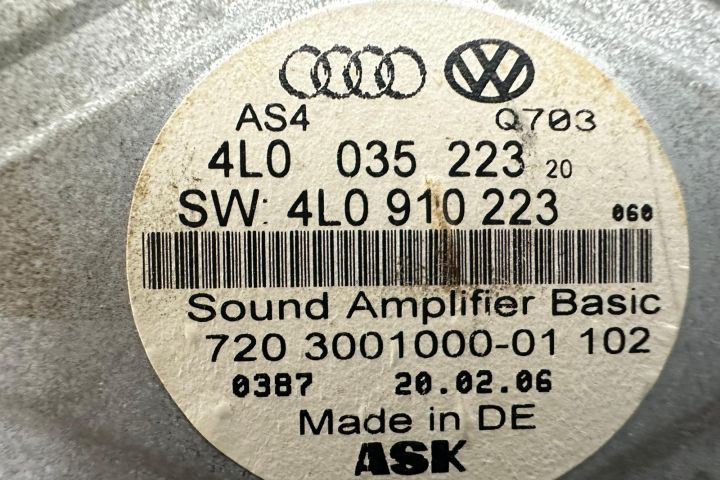 AS4 Q703
4L0 035 223 20
SW: 4L0 910 223 060
Sound Amplifier Basic
720 3001000-01 102
0387 20.02.06
Made in DE
ASK